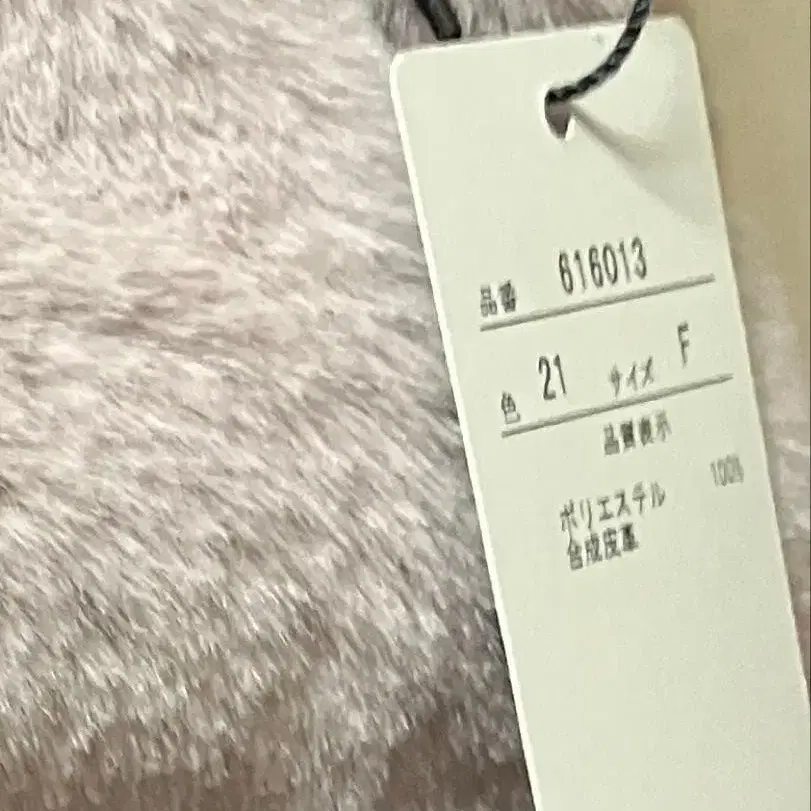 品番 616013
色 21 サイズ F
品質表示
ポリエステル 100%
合成皮革